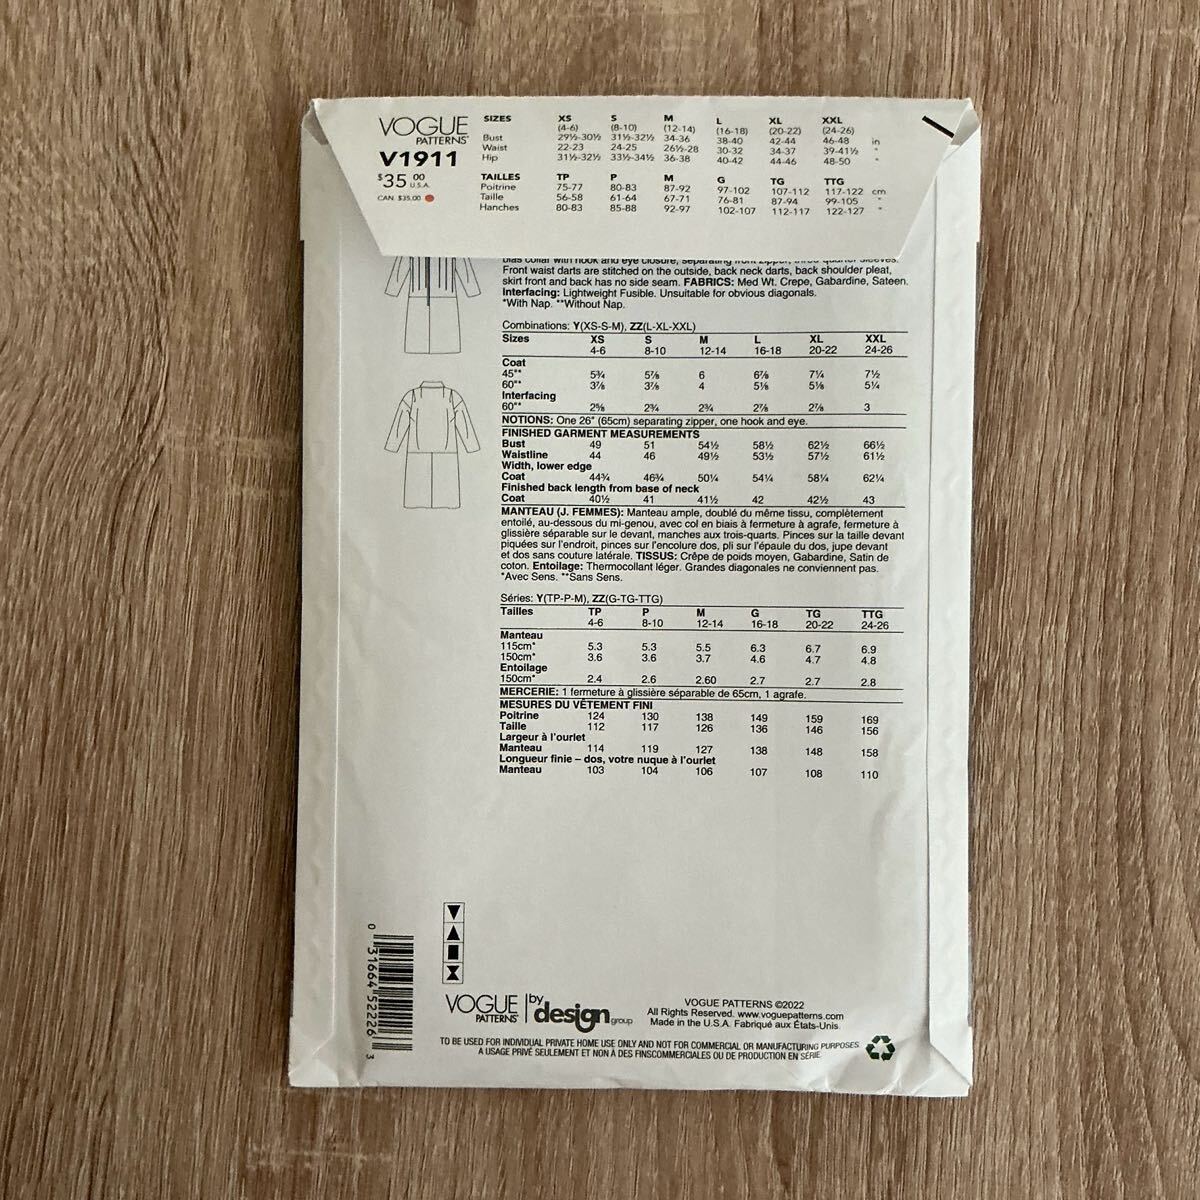 VOGUE
PATTERNS
V1911
$35.00 U.S.A.
CAN. $35.00
SIZES XS S M L XL XXL
(4-6) (8-10) (12-14) (16-18) (20-22) (24-26)
Bust 29½-30½ 31½-32½ 34-36 38-40 42-44 46-48 in
Waist 22-23 24-25 26½-28 30-32 34-37 39-41½ "
Hip 31½-32½ 33½-34½ 36-38 40-42 44-46 48-50 "
TAILLES TP P M G TG TTG
Poitrine 75-77 80-83 87-92 97-102 107-112 117-122 cm
Taille 56-58 61-64 67-71 76-81 87-94 99-105 "
Hanches 80-83 85-88 92-97 102-107 112-117 122-127 "
bias collar with hook and eye closure, separating front zipper, three quarter sleeves.
Front waist darts are stitched on the outside, back neck darts, back shoulder pleat,
skirt front and back has no side seam. FABRICS: Med Wt. Crepe, Gabardine, Sateen.
Interfacing: Lightweight Fusible. Unsuitable for obvious diagonals.
*With Nap. **Without Nap.
Combinations: Y(XS-S-M), ZZ(L-XL-XXL)
Sizes XS S M L XL XXL
4-6 8-10 12-14 16-18 20-22 24-26
Coat
45"* 5¾ 5⅞ 6 6⅞ 7¼ 7½
60"* 3⅞ 3⅞ 4 5⅛ 5⅛ 5¼
Interfacing
60"* 2⅝ 2¾ 2¾ 2⅞ 2⅞ 3
NOTIONS: One 26" (65cm) separating zipper, one hook and eye.
FINISHED GARMENT MEASUREMENTS
Bust 49 51 54½ 58½ 62½ 66½
Waistline 44 46 49½ 53½ 57½ 61½
Width, lower edge
Coat 44¾ 46¾ 50¼ 54¼ 58¼ 62¼
Finished back length from base of neck
Coat 40½ 41 41½ 42 42½ 43
MANTEAU (J. FEMMES): Manteau ample, doublé du même tissu, complètement
entoilé, au-dessous du mi-genou, avec col en biais à fermeture à agrafe, fermeture à
glissière séparable sur le devant, manches aux trois-quarts. Pinces sur la taille devant
piquées sur l'endroit, pinces sur l'encolure dos, pli sur l'épaule du dos, jupe devant
et dos sans couture latérale. TISSUS: Crêpe de poids moyen, Gabardine, Satin de
coton. Entoilage: Thermocollant léger. Grandes diagonales ne conviennent pas.
*Avec Sens. **Sans Sens.
Séries: Y(TP-P-M), ZZ(G-TG-TTG)
Tailles TP P M G TG TTG
4-6 8-10 12-14 16-18 20-22 24-26
Manteau
115cm* 5.3 5.3 5.5 6.3 6.7 6.9
150cm* 3.6 3.6 3.7 4.6 4.7 4.8
Entoilage
150cm* 2.4 2.6 2.60 2.7 2.7 2.8
MERCERIE: 1 fermeture à glissière séparable de 65cm, 1 agrafe.
MESURES DU VÊTEMENT FINI
Poitrine 124 130 138 149 159 169
Taille 112 117 126 136 146 156
Largeur à l'ourlet
Manteau 114 119 127 138 148 158
Longueur finie – dos, votre nuque à l'ourlet
Manteau 103 104 106 107 108 110
0 31664 52226 3
VOGUE PATTERNS | by design group
VOGUE PATTERNS ©2022
All Rights Reserved. www.voguepatterns.com
Made in the U.S.A. Fabriqué aux États-Unis
TO BE USED FOR INDIVIDUAL PRIVATE HOME USE ONLY AND NOT FOR COMMERCIAL OR MANUFACTURING PURPOSES
A USAGE PRIVÉ SEULEMENT ET NON À DES FINSCOMMERCIALES OU DE PRODUCTION EN SÉRIE